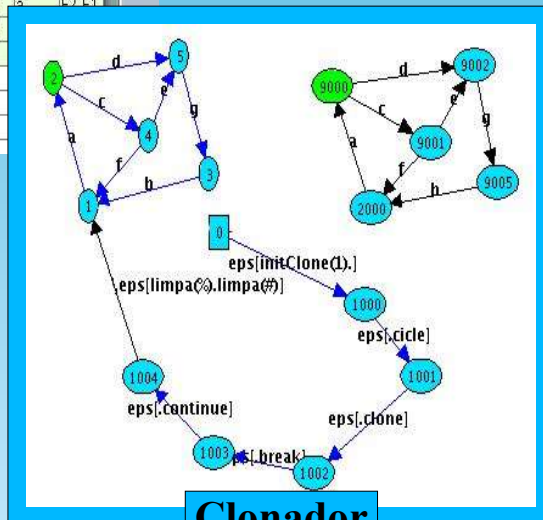 2
d
5
c
e
4
g
a
f
3
b
1
9000
d
9002
c
e
9001
g
a
f
9005
h
2000
0
eps[initClone(1).]
.eps[limpa(%).limpa(#)]
1000
eps[.cicle]
1004
1001
eps[.continue]
eps[.clone]
1003
ps[.break]
1002
Clonador